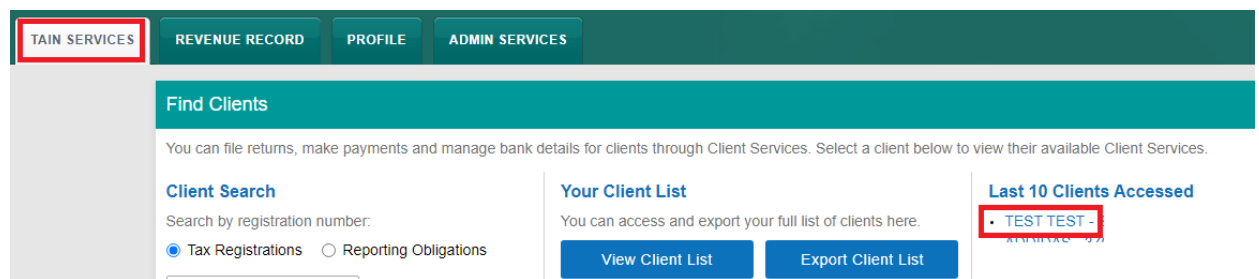 TAIN SERVICES
REVENUE RECORD
PROFILE
ADMIN SERVICES
Find Clients
You can file returns, make payments and manage bank details for clients through Client Services. Select a client below to view their available Client Services.
Client Search
Search by registration number:
Tax Registrations
Reporting Obligations
Your Client List
You can access and export your full list of clients here.
View Client List
Export Client List
Last 10 Clients Accessed
• TEST TEST -